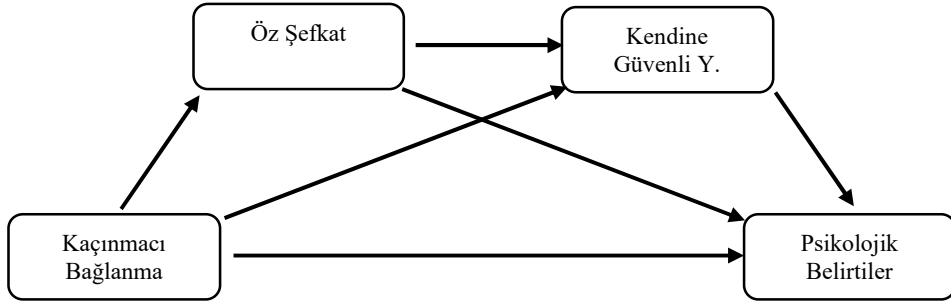 Öz Şefkat
Kendine
Güvenli Y.
Kaçınmacı
Bağlanma
Psikolojik
Belirtiler